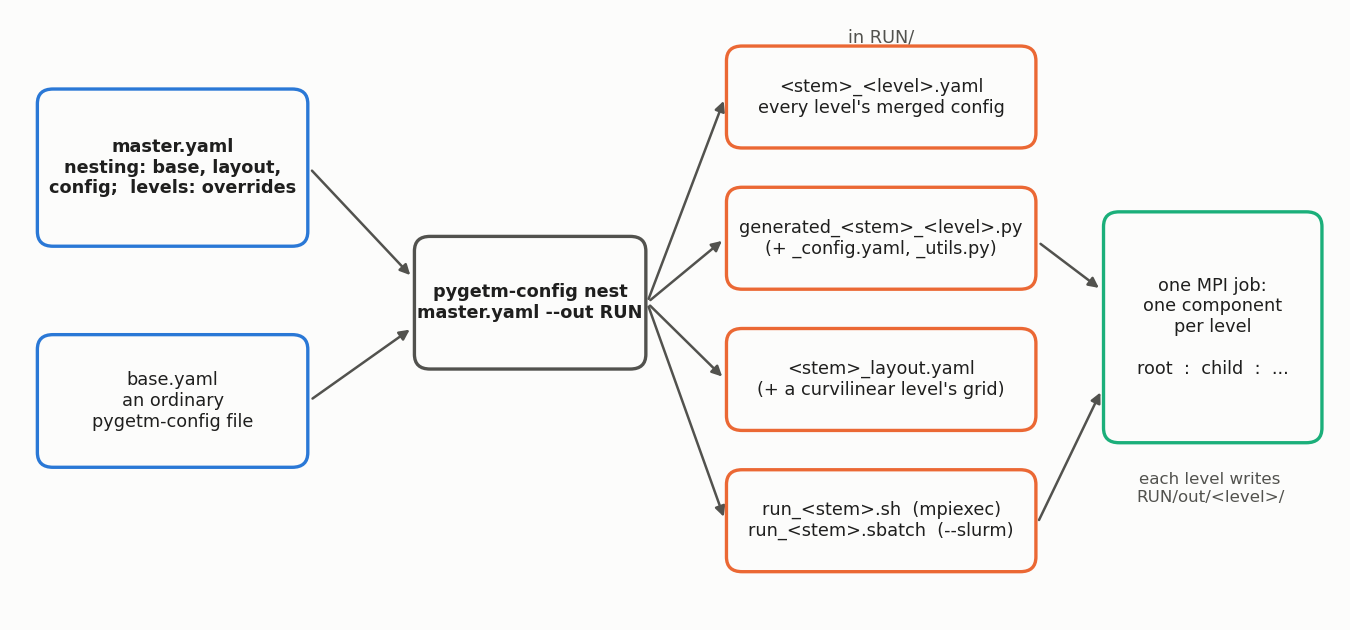 master.yaml
nesting: base, layout,
config;  levels: overrides
base.yaml
an ordinary
pygetm-config file
pygetm-config nest
master.yaml --out RUN
in RUN/
<stem>_<level>.yaml
every level's merged config
generated_<stem>_<level>.py
(+ _config.yaml, _utils.py)
<stem>_layout.yaml
(+ a curvilinear level's grid)
run_<stem>.sh  (mpiexec)
run_<stem>.sbatch  (--slurm)
one MPI job:
one component
per level
root  :  child  :  ...
each level writes
RUN/out/<level>/